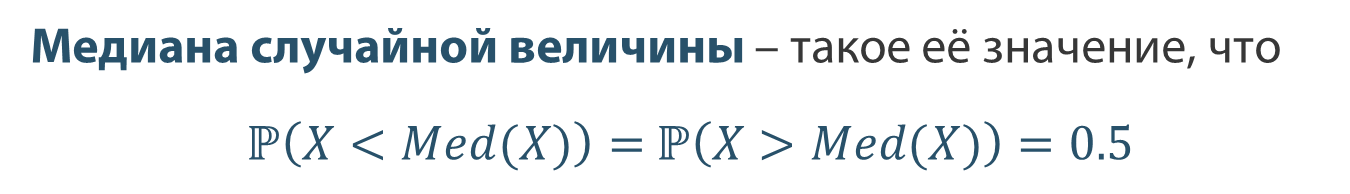 Медиана случайной величины – такое её значение, что
ℙ(X < Med(X)) = ℙ(X > Med(X)) = 0.5